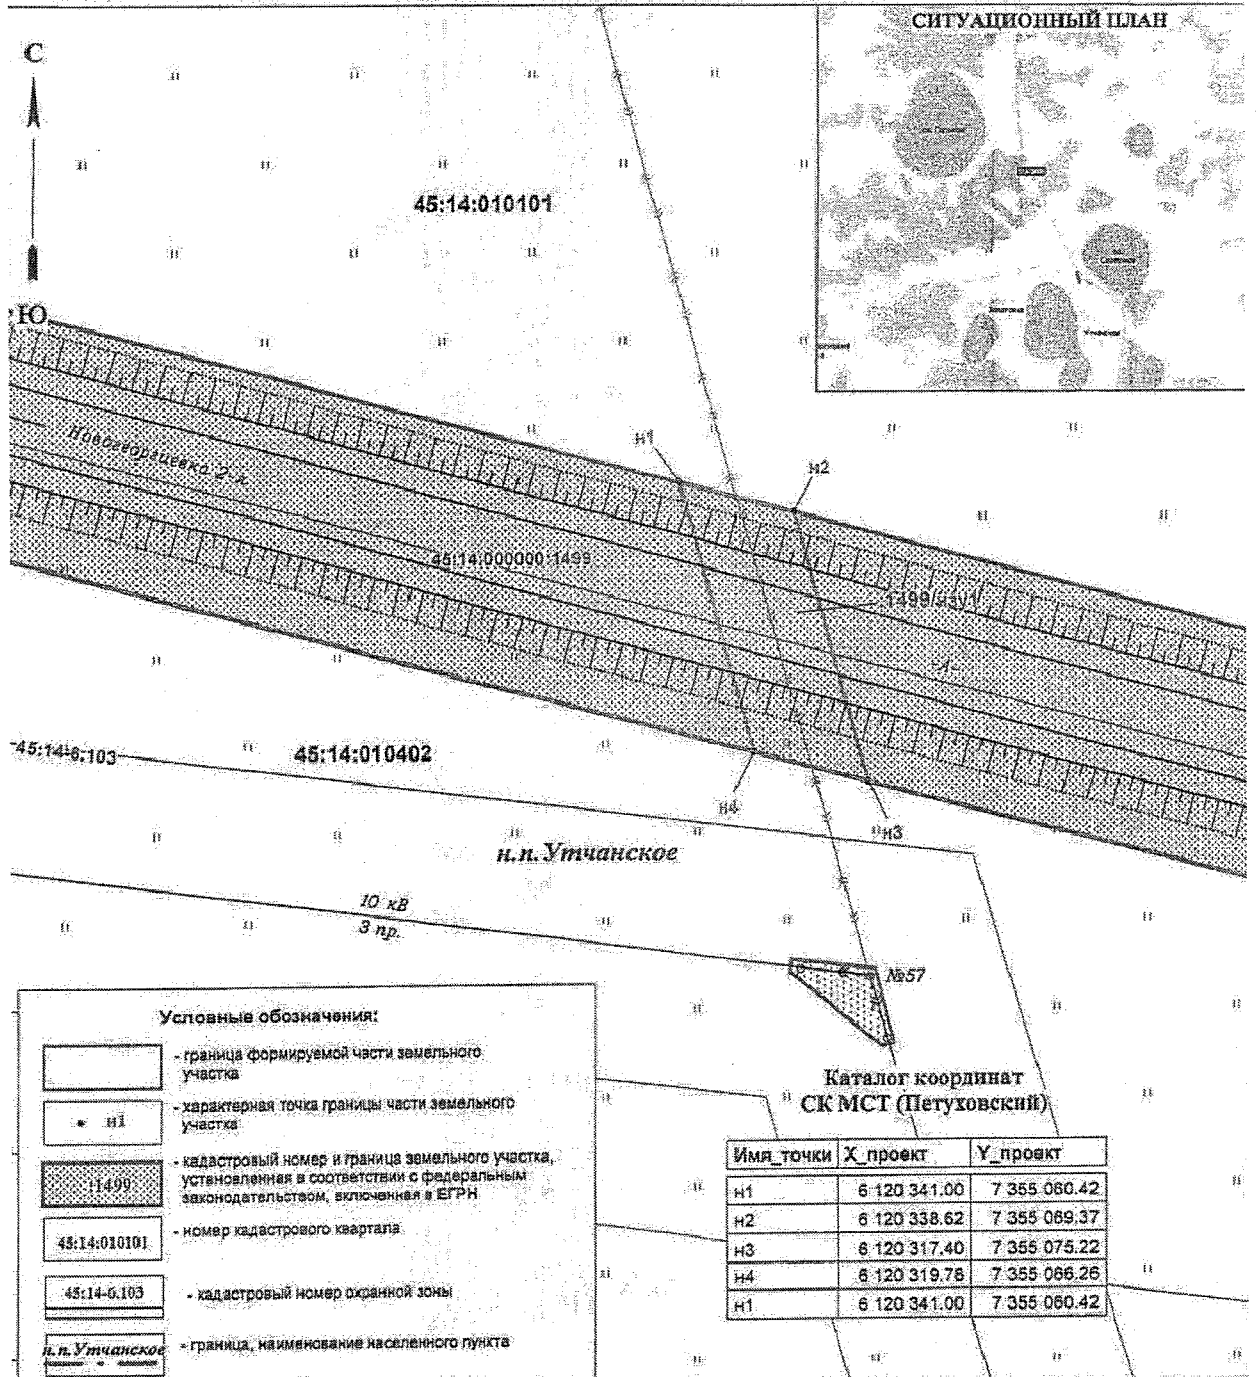 СИТУАЦИОННЫЙ ПЛАН
С
45:14:010101
Ю
н1
н2
45:14:000000:1499
45:14-6.103
45:14:010402
н4
н3
н.п.Утчанское
10 кВ
3 пр.
№57
Условные обозначения:
- граница формируемой части земельного
участка
н1
- характерная точка границы части земельного
участка
:1499
- кадастровый номер и граница земельного участка,
установленная в соответствии с федеральным
законодательством, включенная в ЕГРН
45:14:010101
- номер кадастрового квартала
45:14-6.103
- кадастровый номер охранной зоны
н.п.Утчанское
- граница, наименование населенного пункта
Каталог координат
СК МСТ (Петуховский)
Имя_точки X_проект Y_проект
н1 6 120 341.00 7 355 060.42
н2 6 120 338.62 7 355 069.37
н3 6 120 317.40 7 355 075.22
н4 6 120 319.78 7 355 066.26
н1 6 120 341.00 7 355 060.42